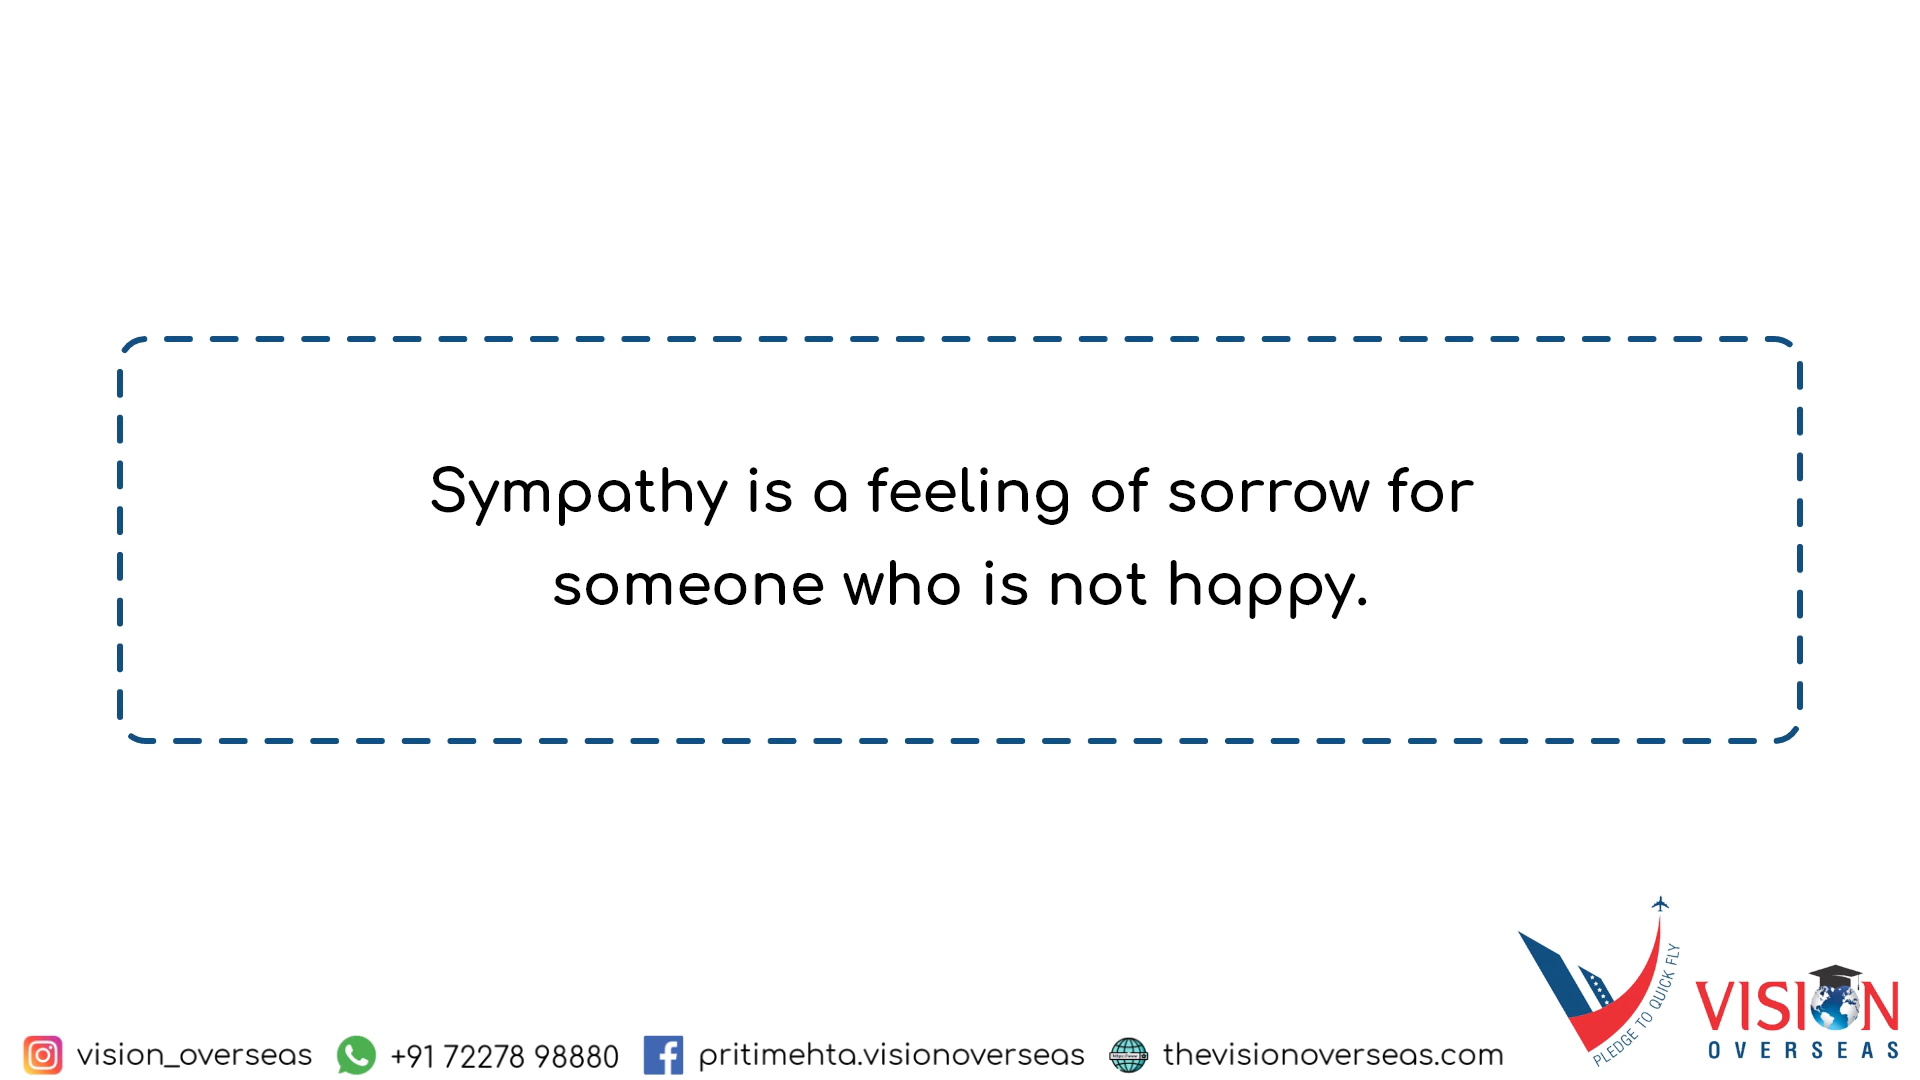 Sympathy is a feeling of sorrow for
someone who is not happy.
PLEDGE TO QUICK FLY
VISION
OVERSEAS
vision_overseas
+91 72278 98880
pritimehta.visionoverseas
thevisionoverseas.com